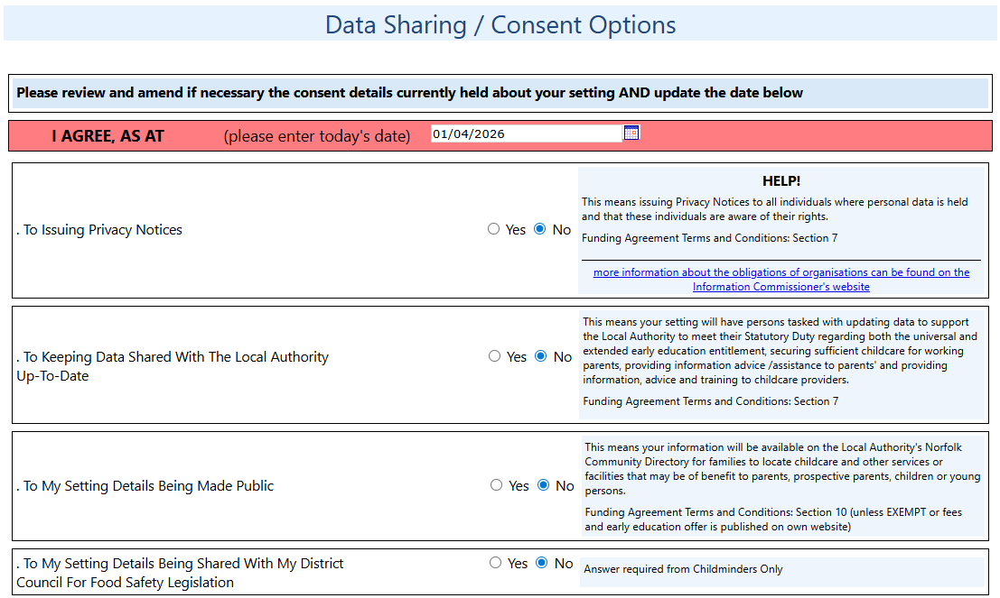 Data Sharing / Consent Options
Please review and amend if necessary the consent details currently held about your setting AND update the date below
I AGREE, AS AT (please enter today's date) 01/04/2026
HELP!
This means issuing Privacy Notices to all individuals where personal data is held
and that these individuals are aware of their rights.
. To Issuing Privacy Notices Yes No
Funding Agreement Terms and Conditions: Section 7
more information about the obligations of organisations can be found on the
Information Commissioner's website
This means your setting will have persons tasked with updating data to support
the Local Authority to meet their Statutory Duty regarding both the universal and
extended early education entitlement, securing sufficient childcare for working
parents, providing information advice /assistance to parents' and providing
information, advice and training to childcare providers.
. To Keeping Data Shared With The Local Authority
Up-To-Date
Yes No
Funding Agreement Terms and Conditions: Section 7
This means your information will be available on the Local Authority's Norfolk
Community Directory for families to locate childcare and other services or
facilities that may be of benefit to parents, prospective parents, children or young
persons.
. To My Setting Details Being Made Public Yes No
Funding Agreement Terms and Conditions: Section 10 (unless EXEMPT or fees
and early education offer is published on own website)
. To My Setting Details Being Shared With My District
Council For Food Safety Legislation
Yes No
Answer required from Childminders Only